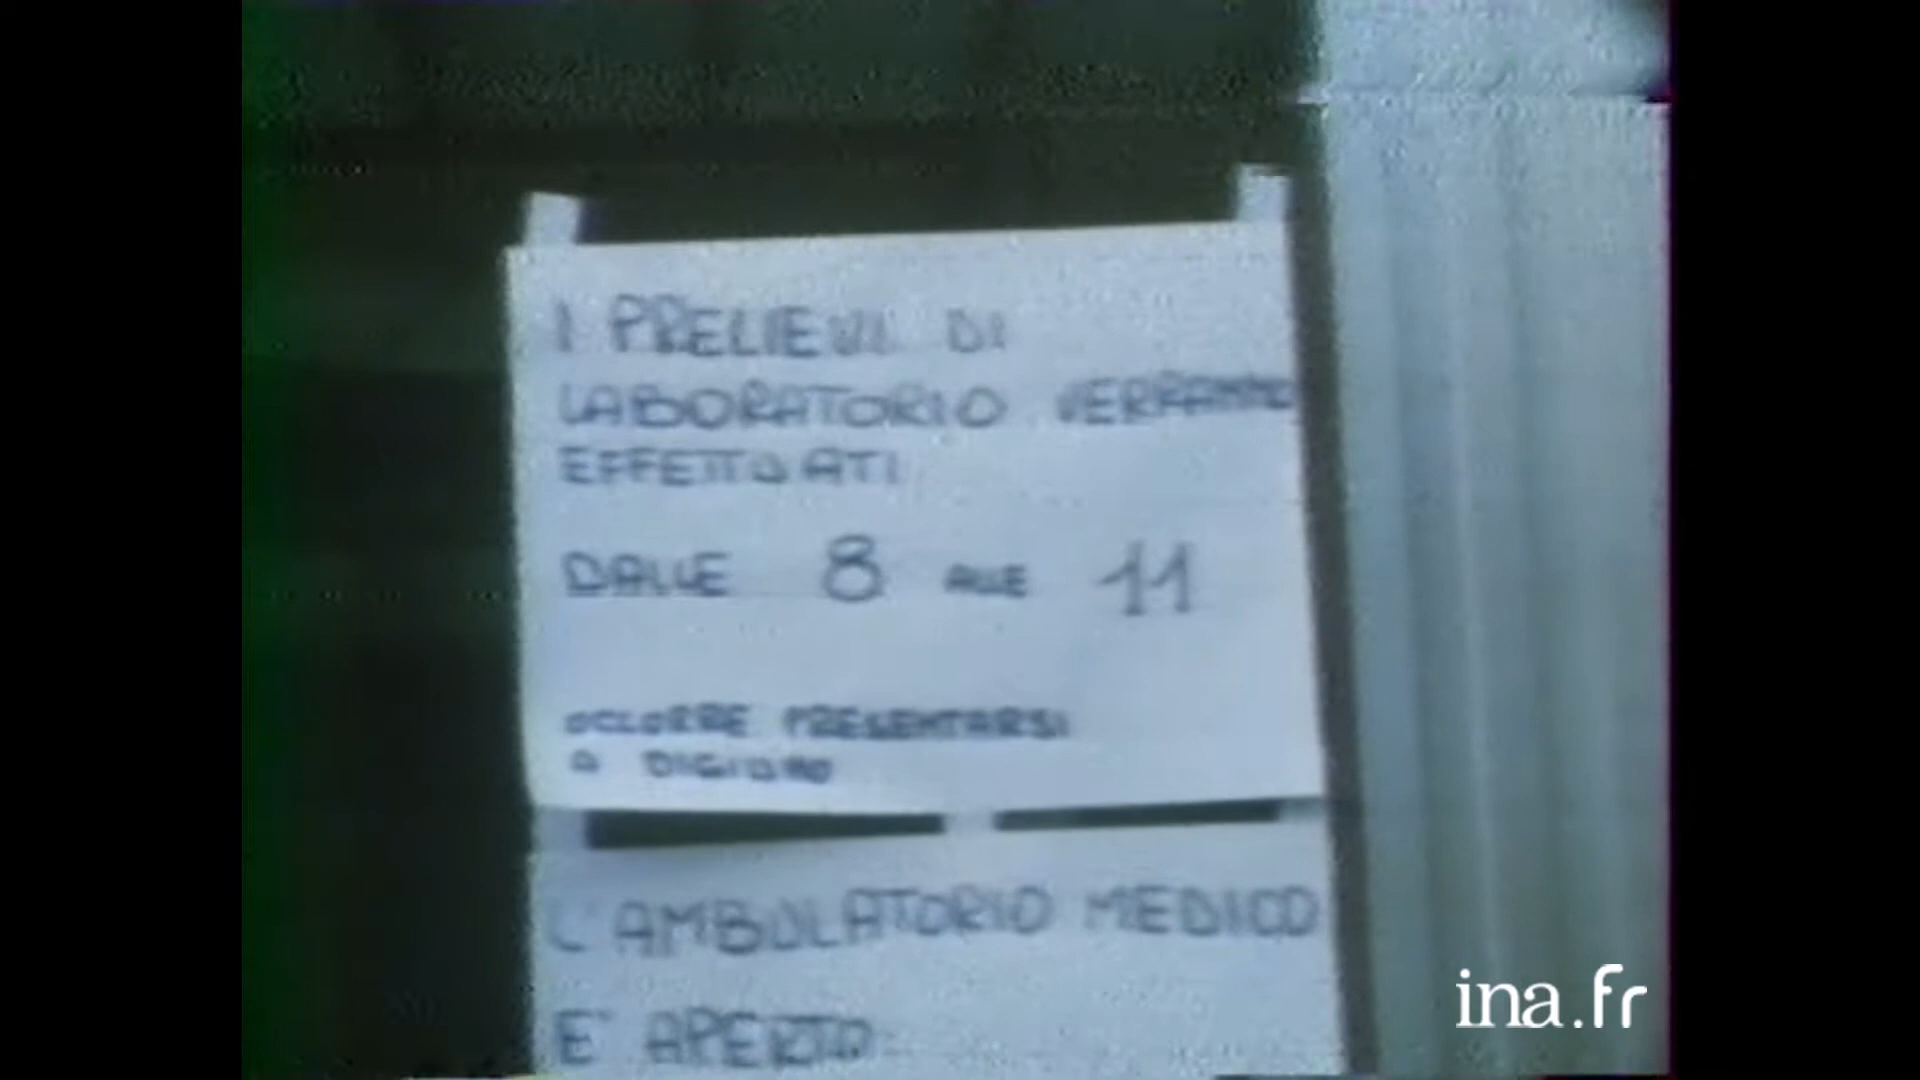 I PRELIEVI DI
LABORATORIO VERRANNO
EFFETTUATI
DALLE 8 ALLE 11
OCCORRE PRESENTARSI
A DIGIUNO
L'AMBULATORIO MEDICO
E' APERTO
ina.fr